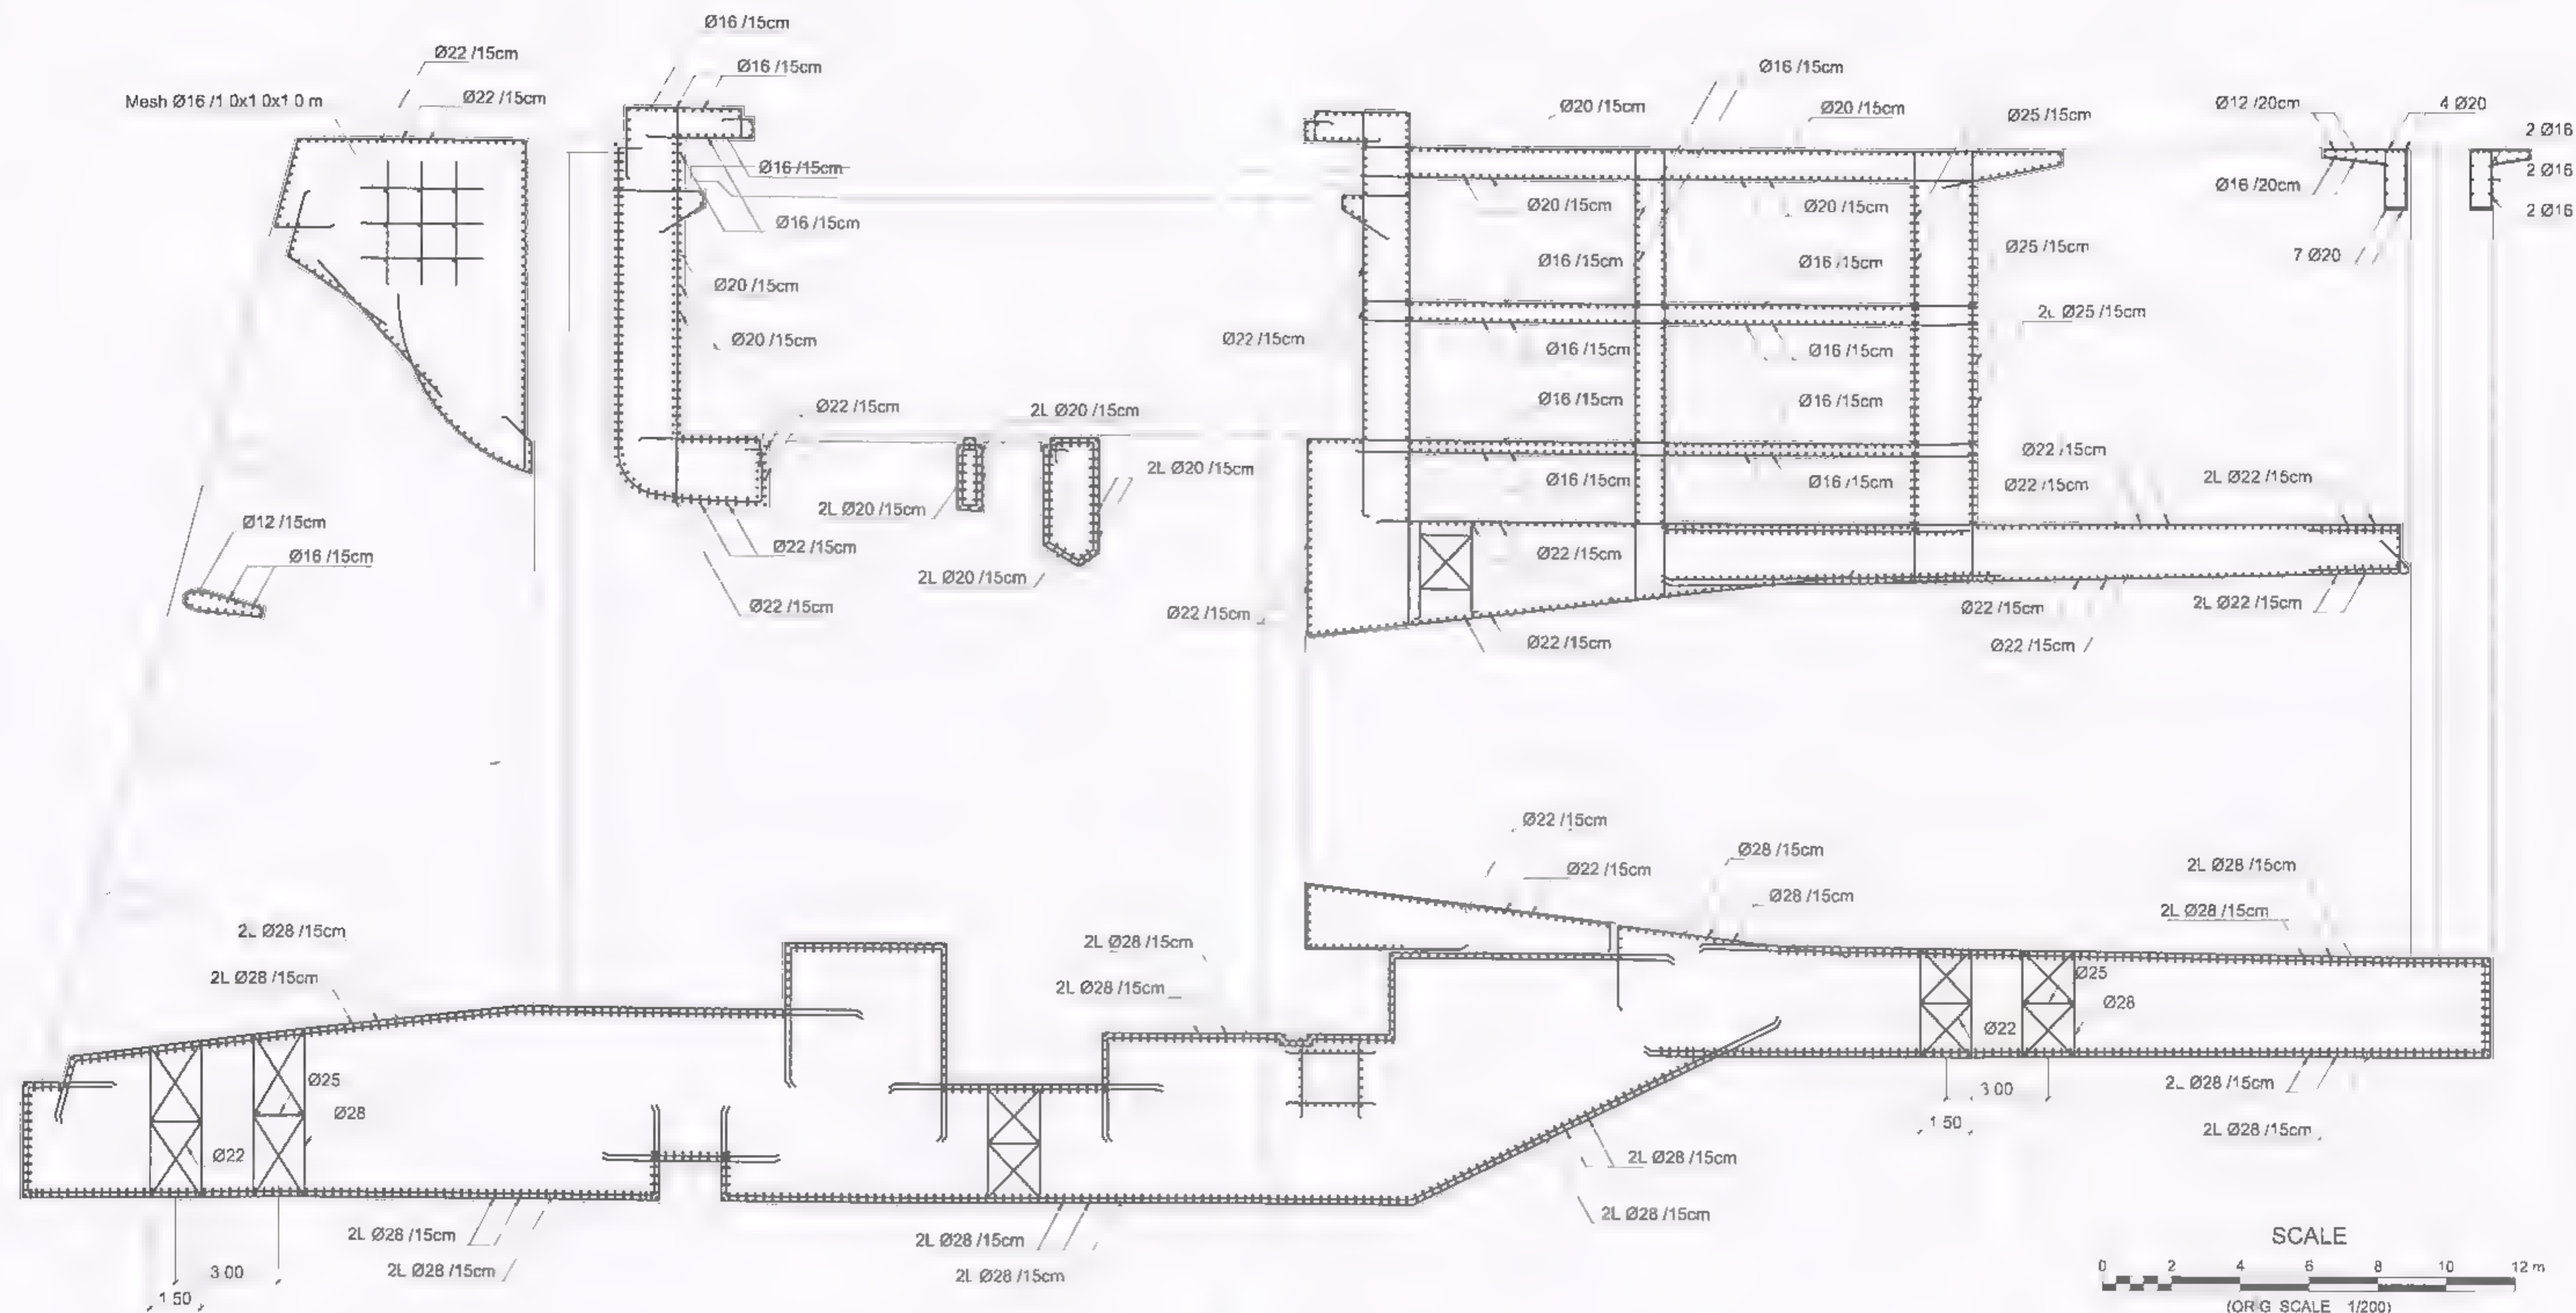 Ø16 /15cm
Ø22 /15cm
Ø16 /15cm
Mesh Ø16 /1 0x1 0x1 0 m
Ø22 /15cm
Ø16 /15cm
Ø16 /15cm
Ø20 /15cm
Ø20 /15cm
Ø22 /15cm
2L Ø20 /15cm
2L Ø20 /15cm
2L Ø20 /15cm
2L Ø20 /15cm
Ø22 /15cm
Ø22 /15cm
Ø12 /15cm
Ø16 /15cm
Ø16 /15cm
Ø20 /15cm
Ø20 /15cm
Ø25 /15cm
Ø12 /20cm
4 Ø20
2 Ø16
2 Ø16
2 Ø16
Ø16 /20cm
7 Ø20
Ø20 /15cm
Ø20 /15cm
Ø25 /15cm
Ø16 /15cm
Ø16 /15cm
2L Ø25 /15cm
Ø22 /15cm
Ø16 /15cm
Ø16 /15cm
Ø16 /15cm
Ø16 /15cm
Ø22 /15cm
Ø16 /15cm
Ø16 /15cm
Ø22 /15cm
2L Ø22 /15cm
Ø22 /15cm
Ø22 /15cm
Ø22 /15cm
Ø22 /15cm
2L Ø22 /15cm
Ø22 /15cm
Ø22 /15cm
Ø22 /15cm
Ø28 /15cm
Ø28 /15cm
2L Ø28 /15cm
2L Ø28 /15cm
2L Ø28 /15cm
2L Ø28 /15cm
2L Ø28 /15cm
2L Ø28 /15cm
Ø25
Ø28
Ø22
Ø25
Ø28
Ø22
3 00
1 50
2L Ø28 /15cm
2L Ø28 /15cm
2L Ø28 /15cm
2L Ø28 /15cm
2L Ø28 /15cm
2L Ø28 /15cm
2L Ø28 /15cm
2L Ø28 /15cm
3 00
1 50
SCALE
0 2 4 6 8 10 12 m
(ORIG SCALE 1/200)